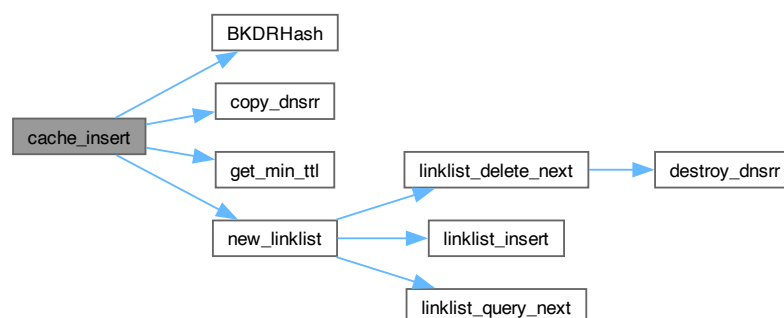 BKDRHash
copy_dnsrr
cache_insert
get_min_ttl
linklist_delete_next
destroy_dnsrr
new_linklist
linklist_insert
linklist_query_next